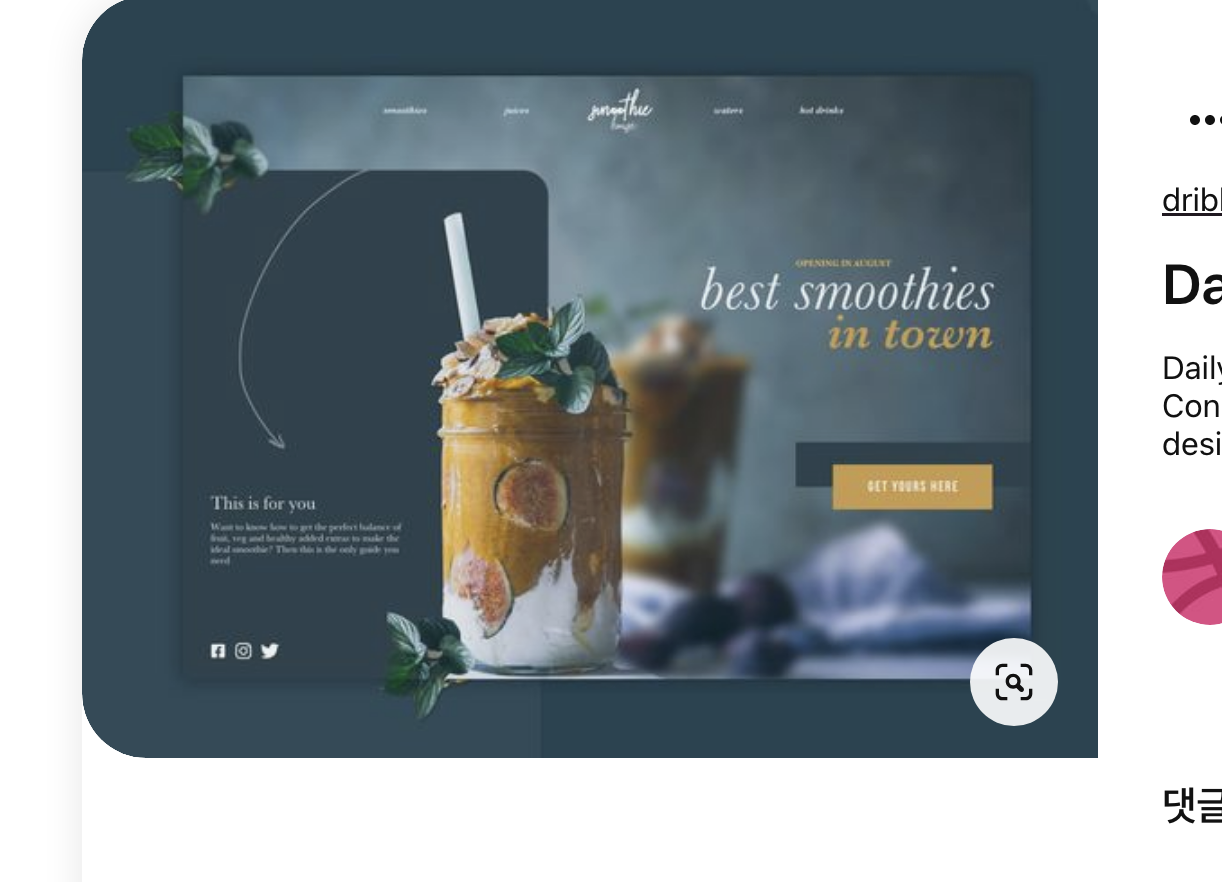 smoothies
juices
smoothie
house
waters
hot drinks
OPENING IN AUGUST
best smoothies
in town
GET YOURS HERE
This is for you
Want to know how to get the perfect balance of
fruit, veg and healthy added extras to make the
ideal smoothie? Then this is the only guide you
need
dribb
Da
Daily
Con
desi
댓글